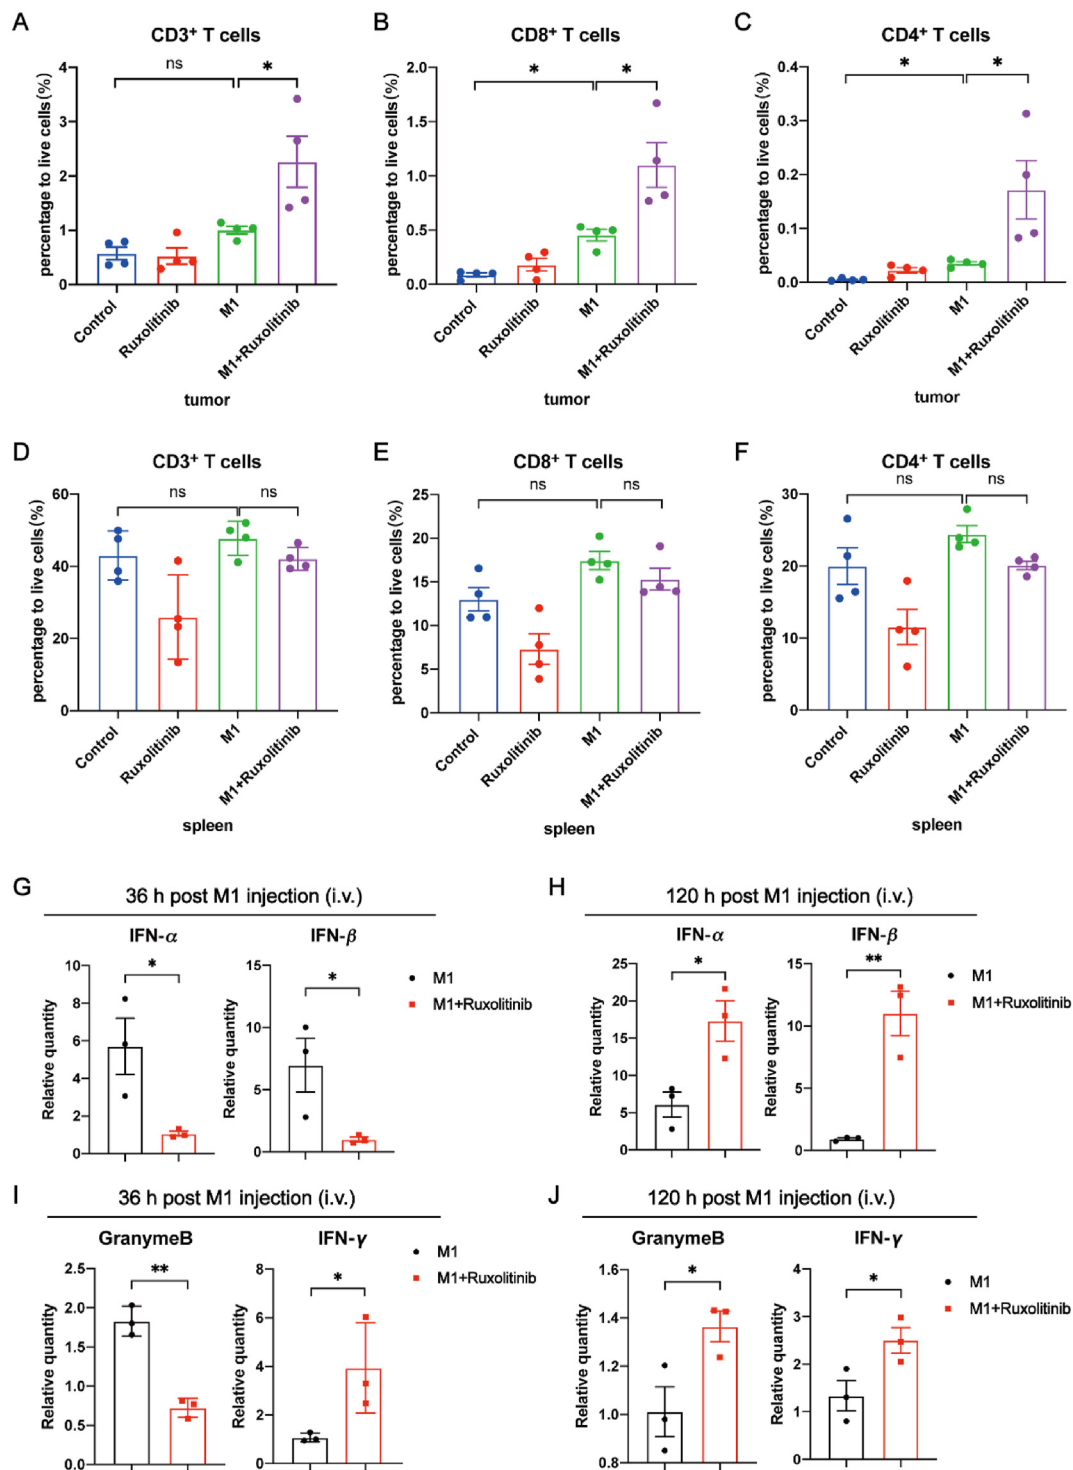 A
CD3⁺ T cells
percentage to live cells(%)
4
3
2
1
0
ns
*
Control
Ruxolitinib
M1
M1+Ruxolitinib
tumor
B
CD8⁺ T cells
percentage to live cells(%)
2.0
1.5
1.0
0.5
0.0
*
*
Control
Ruxolitinib
M1
M1+Ruxolitinib
tumor
C
CD4⁺ T cells
percentage to live cells(%)
0.4
0.3
0.2
0.1
0.0
*
*
Control
Ruxolitinib
M1
M1+Ruxolitinib
tumor
D
CD3⁺ T cells
percentage to live cells(%)
60
40
20
0
ns
ns
Control
Ruxolitinib
M1
M1+Ruxolitinib
spleen
E
CD8⁺ T cells
percentage to live cells(%)
25
20
15
10
5
0
ns
ns
Control
Ruxolitinib
M1
M1+Ruxolitinib
spleen
F
CD4⁺ T cells
percentage to live cells(%)
30
20
10
0
ns
ns
Control
Ruxolitinib
M1
M1+Ruxolitinib
spleen
G
36 h post M1 injection (i.v.)
IFN-α
Relative quantity
10
8
6
4
2
0
*
IFN-β
Relative quantity
15
10
5
0
*
M1
M1+Ruxolitinib
H
120 h post M1 injection (i.v.)
IFN-α
Relative quantity
25
20
15
10
5
0
*
IFN-β
Relative quantity
15
10
5
0
**
M1
M1+Ruxolitinib
I
36 h post M1 injection (i.v.)
GranymeB
Relative quantity
2.5
2.0
1.5
1.0
0.5
0.0
**
IFN-γ
Relative quantity
8
6
4
2
0
*
M1
M1+Ruxolitinib
J
120 h post M1 injection (i.v.)
GranymeB
Relative quantity
1.6
1.4
1.2
1.0
0.8
*
IFN-γ
Relative quantity
4
3
2
1
0
*
M1
M1+Ruxolitinib